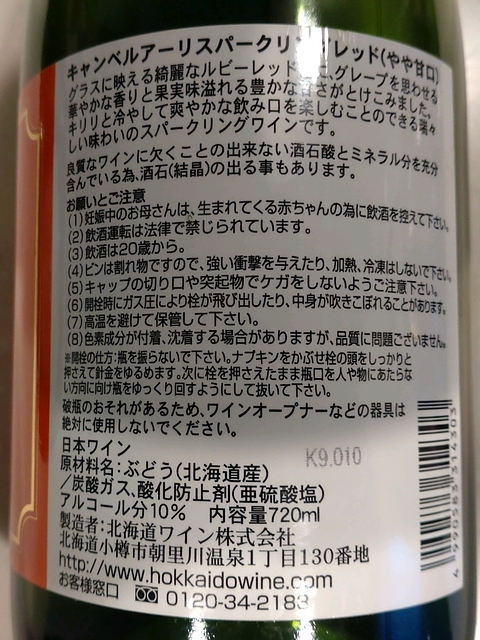 キャンベルアーリスパークリングレッド(やや甘口)
グラスに映える綺麗なルビーレッド グレープを思わせる
華やかな香りと果実味溢れる豊かな甘さがとけこみました。
キリリと冷やして爽やかな飲み口を楽しむことのできる瑞々
しい味わいのスパークリングワインです。
良質なワインに欠くことの出来ない酒石酸とミネラル分を充分
含んでいる為、酒石(結晶)の出る事もあります。
お願いとご注意
(1)妊娠中のお母さんは、生まれてくる赤ちゃんの為に飲酒を控えて下さい。
(2)飲酒運転は法律で禁じられています。
(3)飲酒は20歳から。
(4)ビンは割れ物ですので、強い衝撃を与えたり、加熱、冷凍はしないで下さい。
(5)キャップの切り口や突起物でケガをしないようご注意下さい。
(6)開栓時にガス圧により栓が飛び出したり、中身が吹きこぼれることがあります。
(7)高温を避けて保管して下さい。
(8)色素成分が付着、沈着する場合がありますが、品質に問題ございません。
※開栓の仕方:瓶を振らないで下さい。ナプキンをかぶせ栓の頭をしっかりと
押さえて針金をゆるめます。次に栓を押さえたまま瓶口を人や物にあたらな
い方向に向け瓶をゆっくり回すようにして抜いて下さい。
破瓶のおそれがあるため、ワインオープナーなどの器具は
絶対に使用しないでください。
日本ワイン
K9.010
原材料名:ぶどう(北海道産)
/炭酸ガス、酸化防止剤(亜硫酸塩)
アルコール分10% 内容量720ml
製造者:北海道ワイン株式会社
北海道小樽市朝里川温泉1丁目130番地
http://www.hokkaidowine.com
お客様窓口 0120-34-2183
4 990583 314303